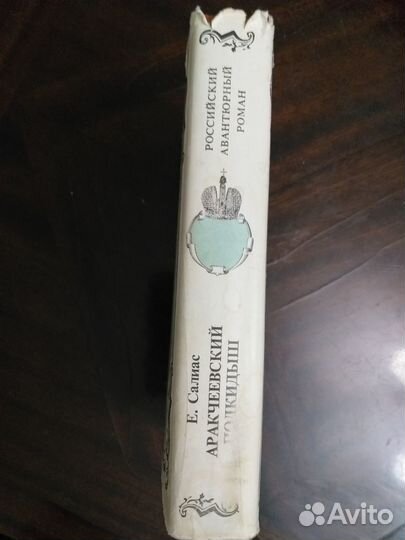 Е. Салиас
АРАКЧЕЕВСКИЙ
ПОДКИДЫШ
РОССИЙСКИЙ
АВАНТЮРНЫЙ
РОМАН
Avito